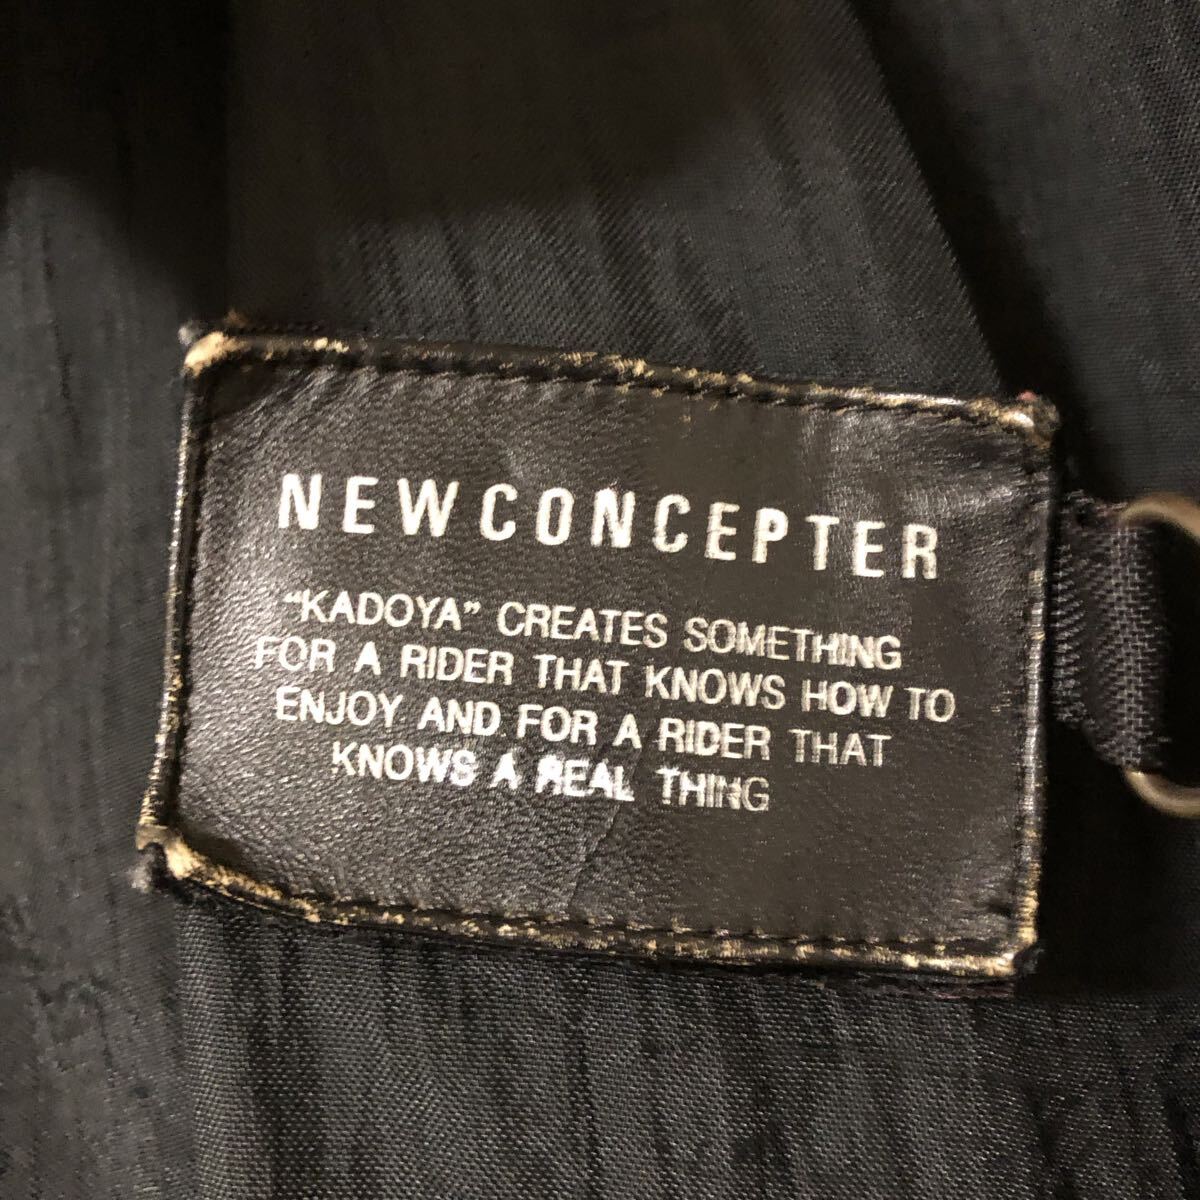 NEWCONCEPTER
“KADOYA” CREATES SOMETHING
FOR A RIDER THAT KNOWS HOW TO
ENJOY AND FOR A RIDER THAT
KNOWS A REAL THING